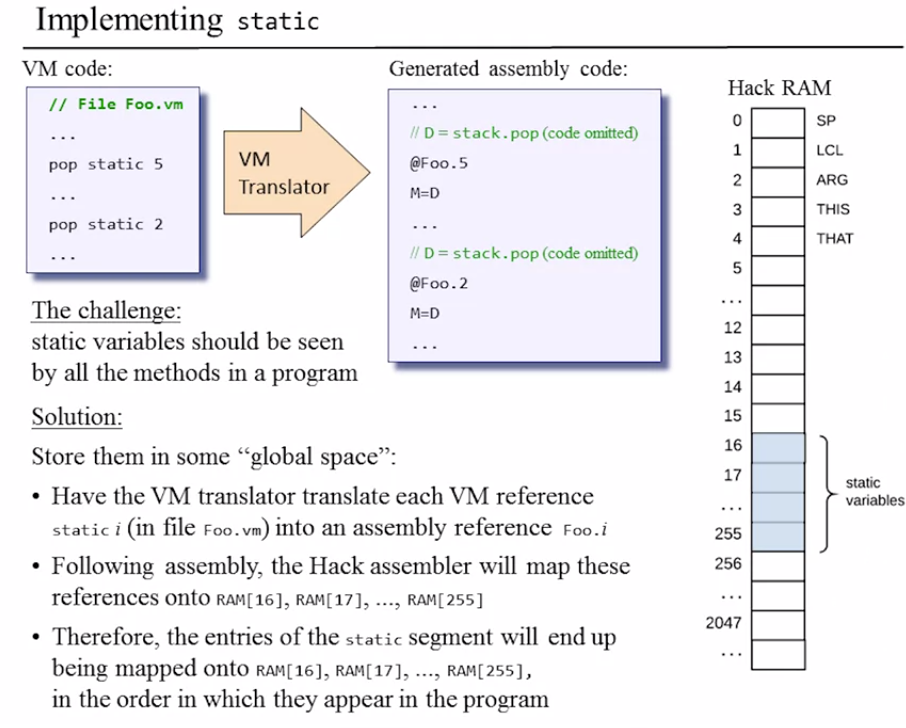 Implementing static
VM code:
// File Foo.vm
...
pop static 5
...
pop static 2
...
VM
Translator
Generated assembly code:
...
// D = stack.pop (code omitted)
@Foo.5
M=D
...
// D = stack.pop (code omitted)
@Foo.2
M=D
...
The challenge:
static variables should be seen
by all the methods in a program
Solution:
Store them in some “global space”:
• Have the VM translator translate each VM reference
static i (in file Foo.vm) into an assembly reference Foo.i
• Following assembly, the Hack assembler will map these
references onto RAM[16], RAM[17], ..., RAM[255]
• Therefore, the entries of the static segment will end up
being mapped onto RAM[16], RAM[17], ..., RAM[255],
in the order in which they appear in the program
Hack RAM
0 SP
1 LCL
2 ARG
3 THIS
4 THAT
5
...
12
13
14
15
16
17
...
255
static
variables
256
...
2047
...